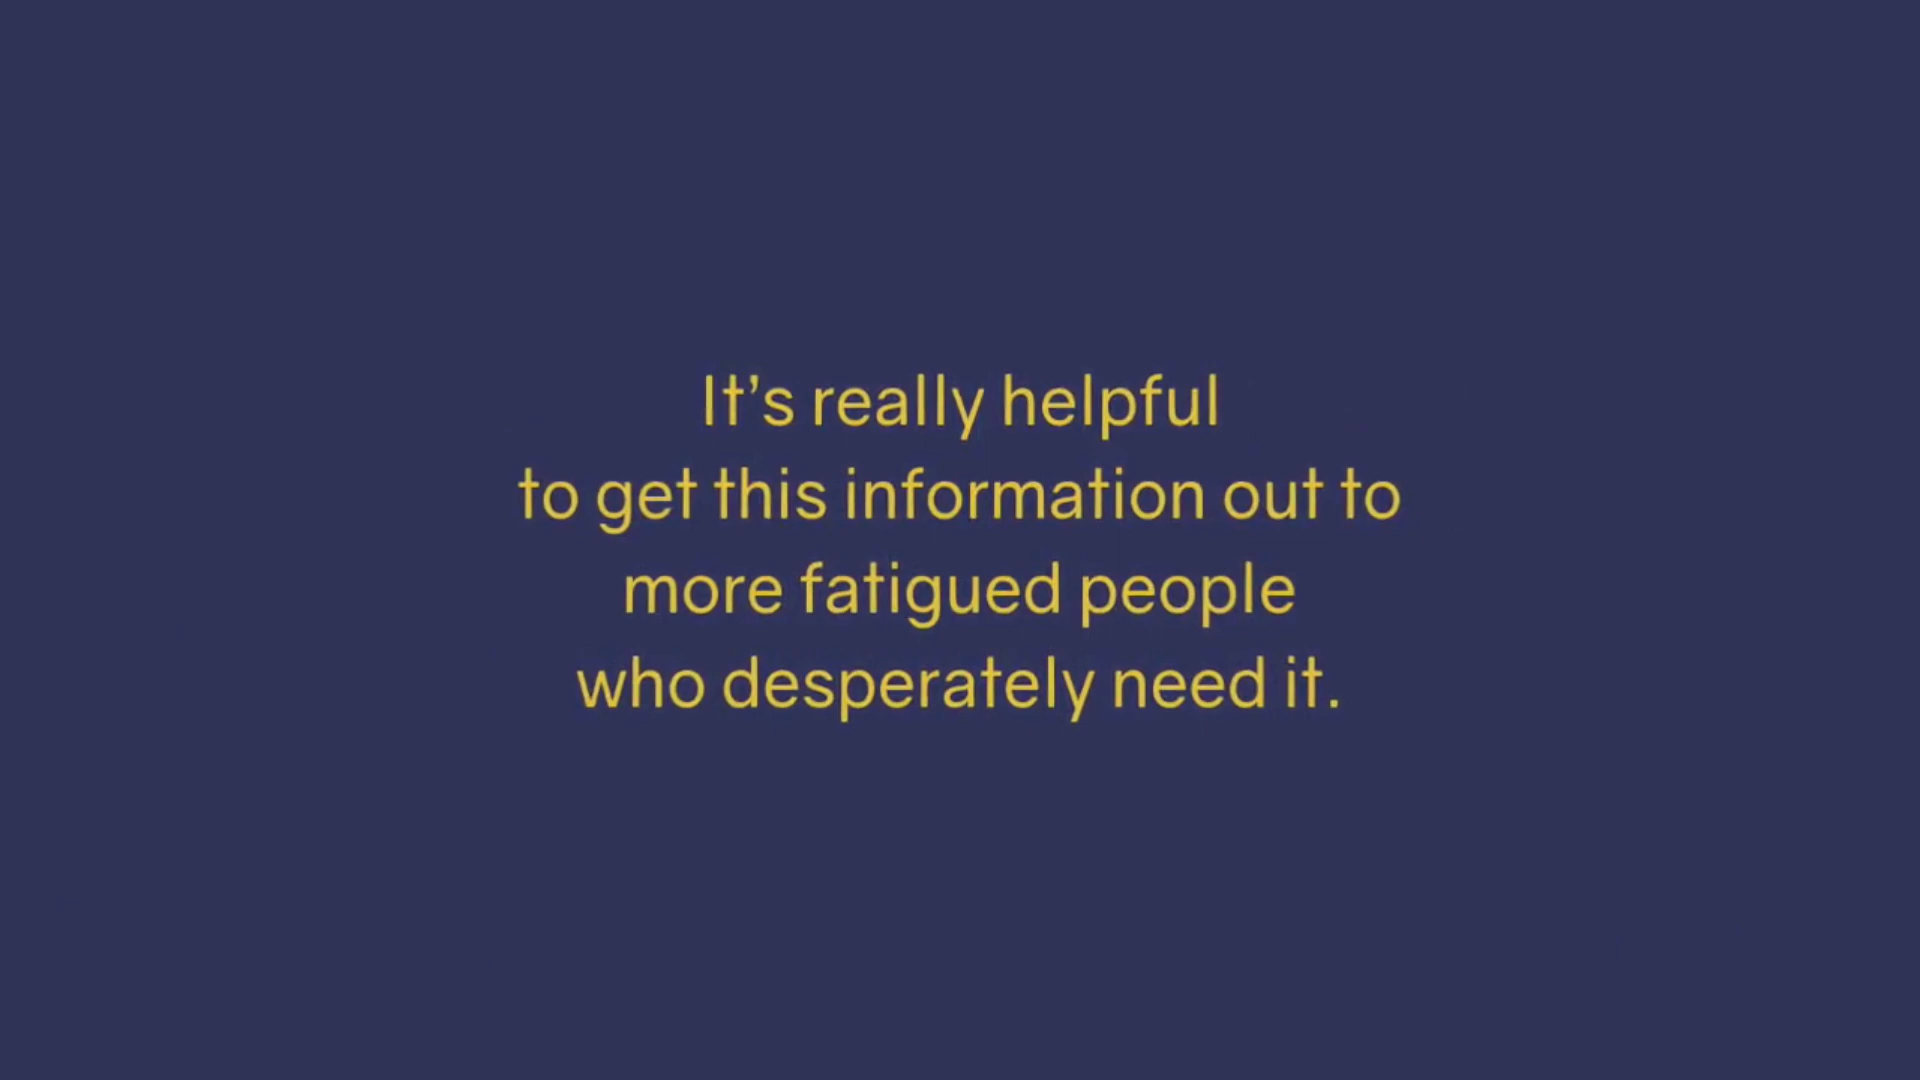 It’s really helpful
to get this information out to
more fatigued people
who desperately need it.